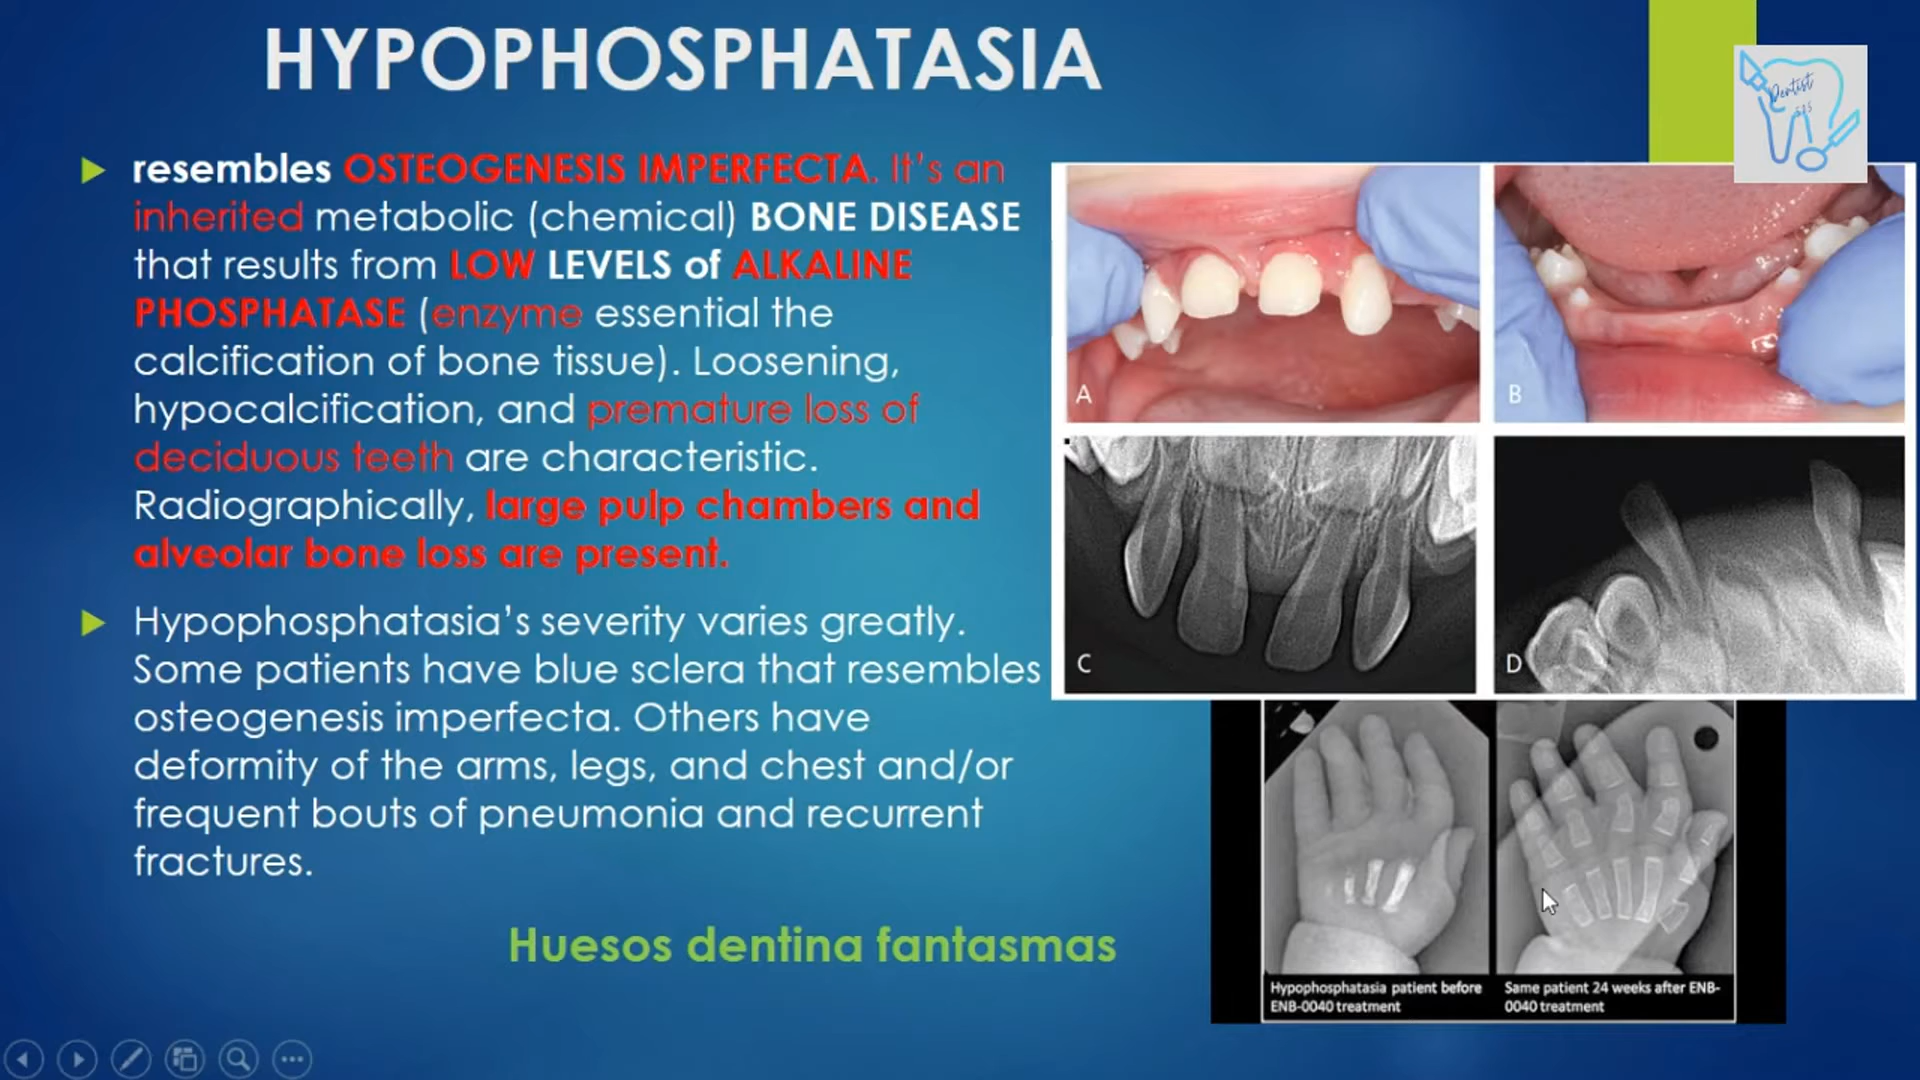 HYPOPHOSPHATASIA
resembles OSTEOGENESIS IMPERFECTA. It's an
inherited metabolic (chemical) BONE DISEASE
that results from LOW LEVELS of ALKALINE
PHOSPHATASE (enzyme essential the
calcification of bone tissue). Loosening,
hypocalcification, and premature loss of
deciduous teeth are characteristic.
Radiographically, large pulp chambers and
alveolar bone loss are present.
Hypophosphatasia's severity varies greatly.
Some patients have blue sclera that resembles
osteogenesis imperfecta. Others have
deformity of the arms, legs, and chest and/or
frequent bouts of pneumonia and recurrent
fractures.
Huesos dentina fantasmas
Dentist
A
B
C
D
Hypophosphatasia patient before
ENB-0040 treatment
Same patient 24 weeks after ENB-
0040 treatment